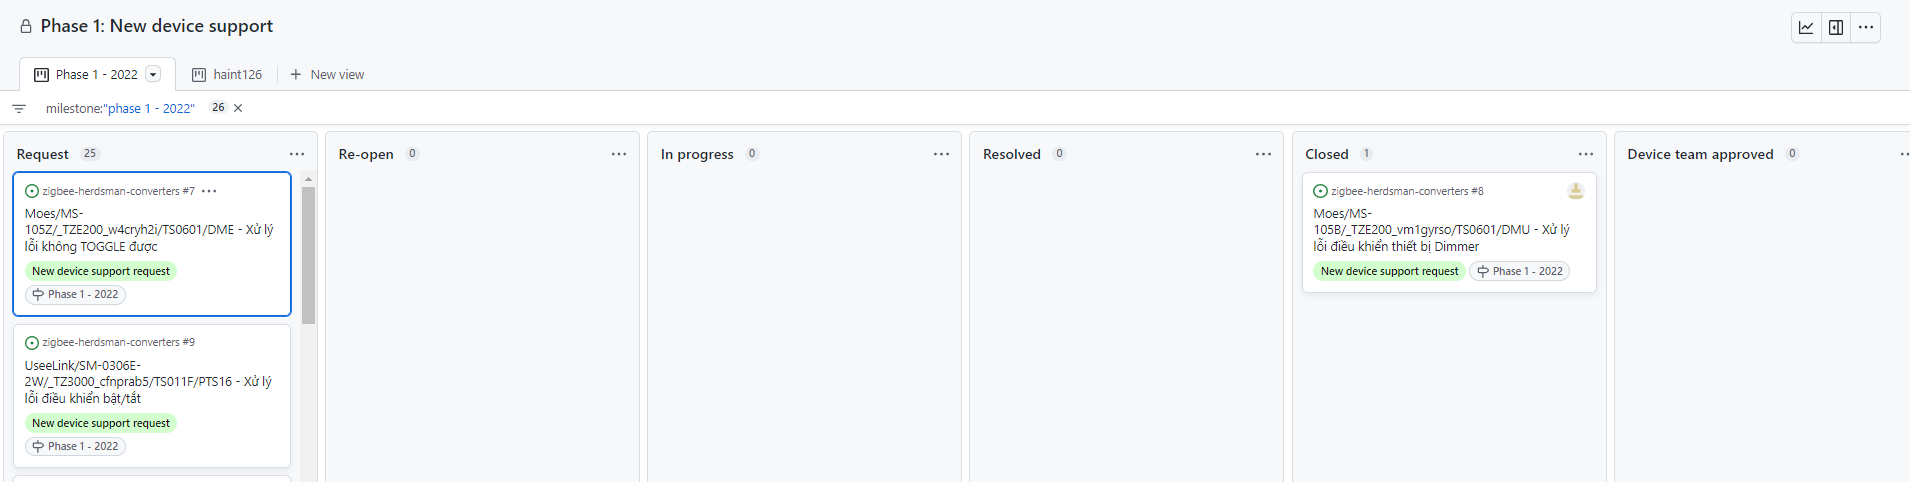 Phase 1: New device support
Phase 1 - 2022
haint126
New view
milestone:"phase 1 - 2022" 26
Request 25
zigbee-herdsman-converters #7
Moes/MS-
105Z/_TZE200_w4cryh2i/TS0601/DME - Xử lý
lỗi không TOGGLE được
New device support request
Phase 1 - 2022
zigbee-herdsman-converters #9
UseeLink/SM-0306E-
2W/_TZ3000_cfnprab5/TS011F/PTS16 - Xử lý
lỗi điều khiển bật/tắt
New device support request
Phase 1 - 2022
Re-open 0
In progress 0
Resolved 0
Closed 1
zigbee-herdsman-converters #8
Moes/MS-
105B/_TZE200_vm1gyrso/TS0601/DMU - Xử lý
lỗi điều khiển thiết bị Dimmer
New device support request Phase 1 - 2022
Device team approved 0